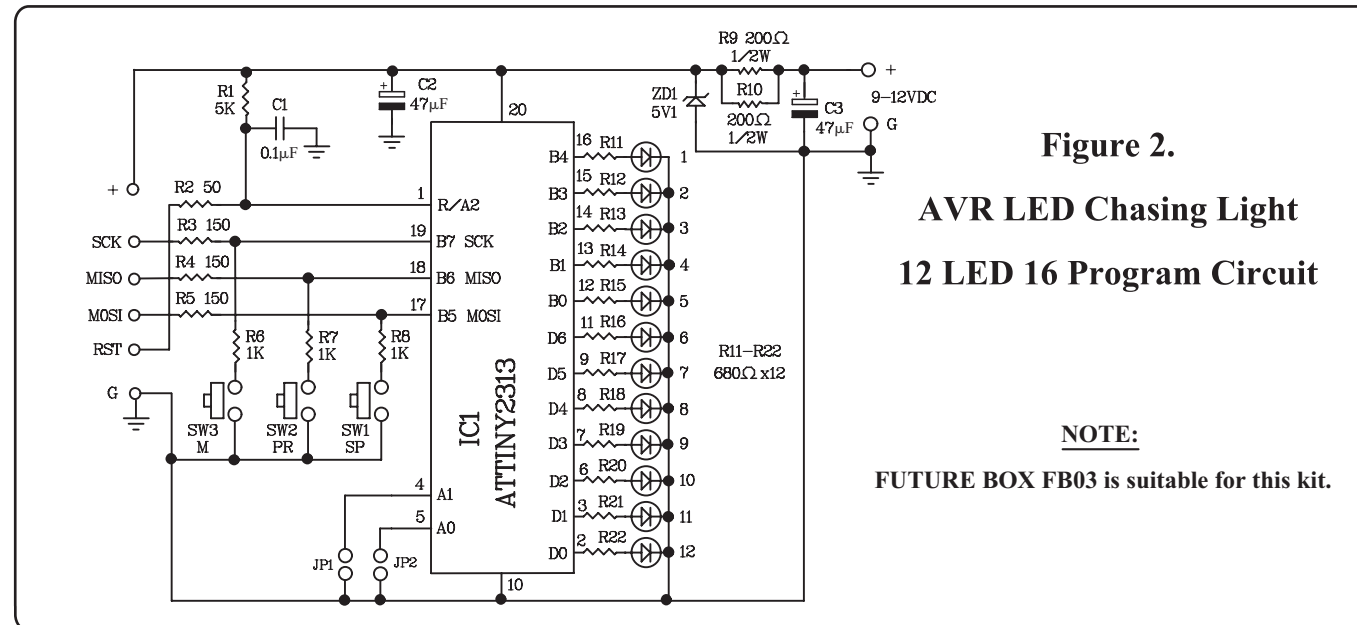 R9 200Ω
1/2W
R10
200Ω
1/2W
+
9-12VDC
G
ZD1
5V1
+
C3
47µF
+
C2
47µF
R1
5K
C1
0.1µF
20
+
R2 50
1
R/A2
SCK
R3 150
19
B7 SCK
MISO
R4 150
18
B6 MISO
MOSI
R5 150
17
B5 MOSI
RST
G
R6
1K
R7
1K
R8
1K
SW3
M
SW2
PR
SW1
SP
IC1
ATTINY2313
4
A1
5
A0
JP1
JP2
10
B4 16 R11 1
B3 15 R12 2
B2 14 R13 3
B1 13 R14 4
B0 12 R15 5
D6 11 R16 6
D5 9 R17 7
D4 8 R18 8
D3 7 R19 9
D2 6 R20 10
D1 3 R21 11
D0 2 R22 12
R11-R22
680Ω x12
Figure 2.
AVR LED Chasing Light
12 LED 16 Program Circuit
NOTE:
FUTURE BOX FB03 is suitable for this kit.